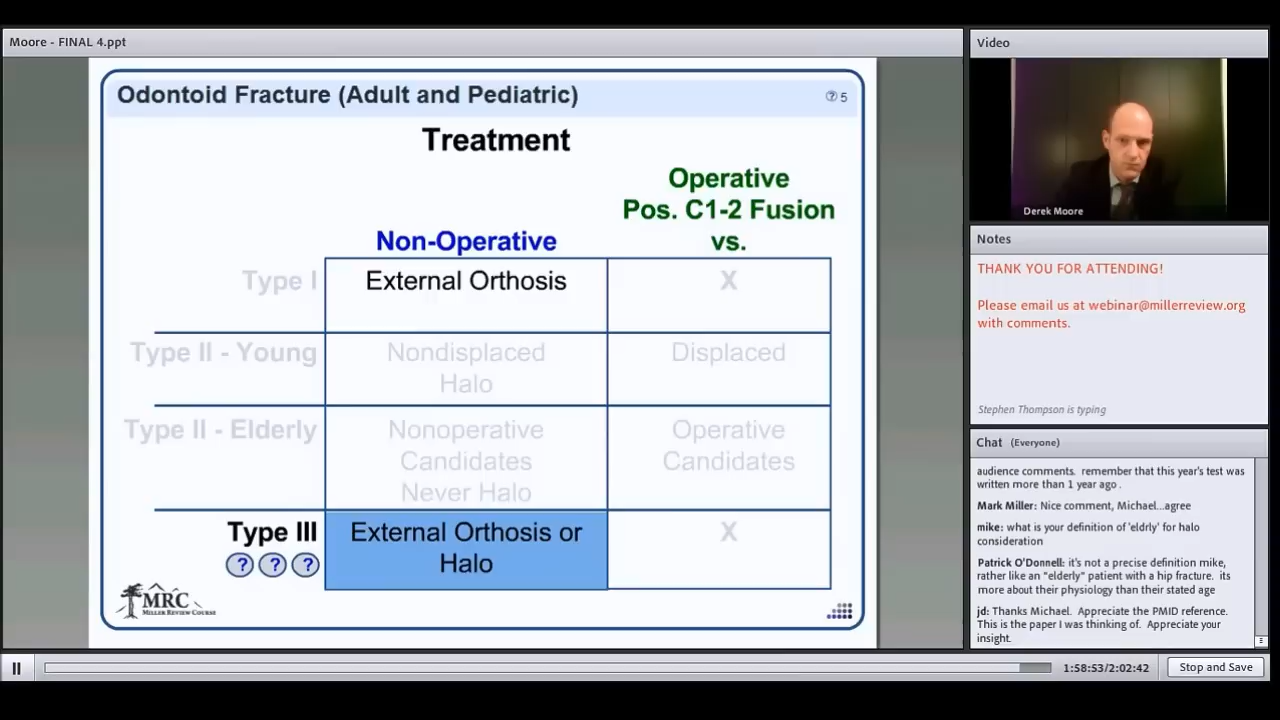 Moore - FINAL 4.ppt
Odontoid Fracture (Adult and Pediatric)
? 5
Treatment
Non-Operative
Operative
Pos. C1-2 Fusion
vs.
Type I
External Orthosis
X
Type II - Young
Nondisplaced
Halo
Displaced
Type II - Elderly
Nonoperative
Candidates
Never Halo
Operative
Candidates
Type III
? ? ?
External Orthosis or
Halo
X
MRC
MILLER REVIEW COURSE
Video
Derek Moore
Notes
THANK YOU FOR ATTENDING!
Please email us at webinar@millerreview.org
with comments.
Stephen Thompson is typing
Chat (Everyone)
audience comments. remember that this year's test was
written more than 1 year ago .
Mark Miller: Nice comment, Michael...agree
mike: what is your definition of 'eldrly' for halo
consideration
Patrick O'Donnell: it's not a precise definition mike,
rather like an "elderly" patient with a hip fracture. its
more about their physiology than their stated age
jd: Thanks Michael. Appreciate the PMID reference.
This is the paper I was thinking of. Appreciate your
insight.
1:58:53/2:02:42
Stop and Save